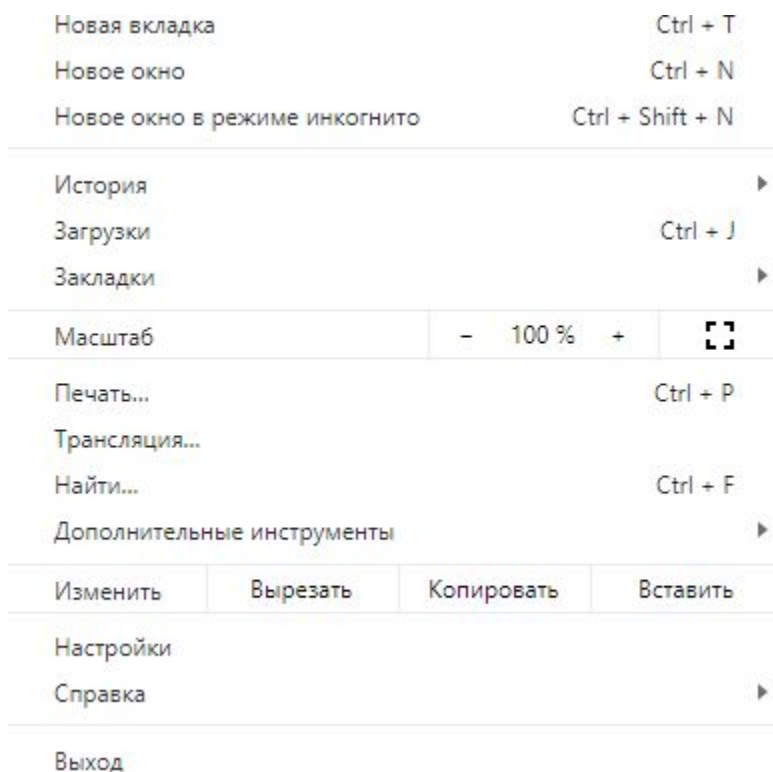 Новая вкладка Ctrl + T
Новое окно Ctrl + N
Новое окно в режиме инкогнито Ctrl + Shift + N
История
Загрузки Ctrl + J
Закладки
Масштаб – 100 % +
Печать... Ctrl + P
Трансляция...
Найти... Ctrl + F
Дополнительные инструменты
Изменить Вырезать Копировать Вставить
Настройки
Справка
Выход